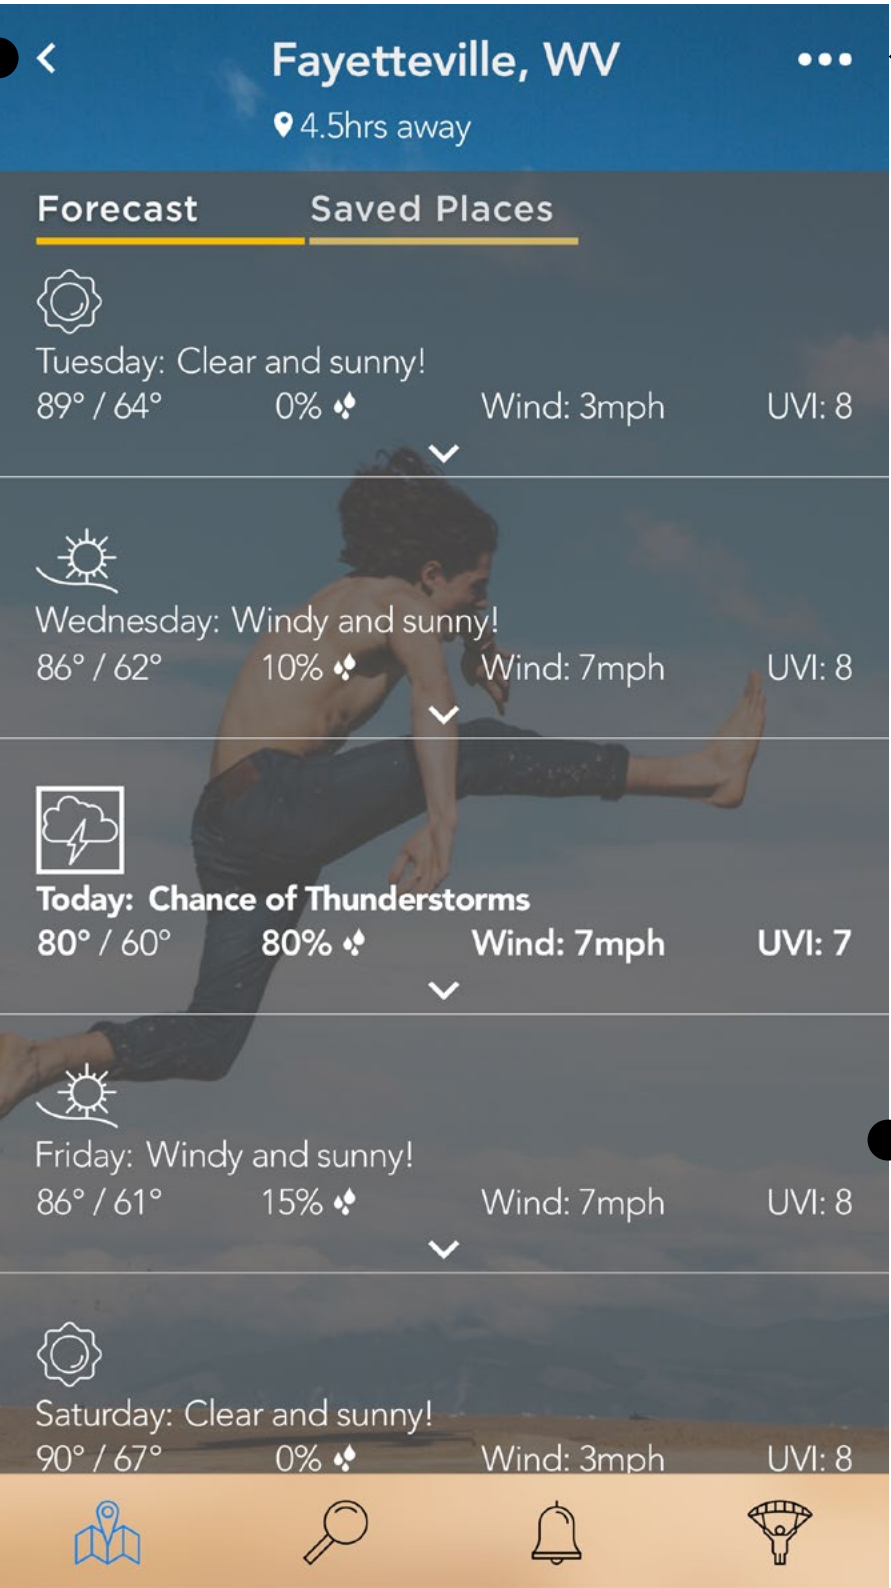 Fayetteville, WV
4.5hrs away
Forecast Saved Places
Tuesday: Clear and sunny!
89° / 64° 0% Wind: 3mph UVI: 8
Wednesday: Windy and sunny!
86° / 62° 10% Wind: 7mph UVI: 8
Today: Chance of Thunderstorms
80° / 60° 80% Wind: 7mph UVI: 7
Friday: Windy and sunny!
86° / 61° 15% Wind: 7mph UVI: 8
Saturday: Clear and sunny!
90° / 67° 0% Wind: 3mph UVI: 8